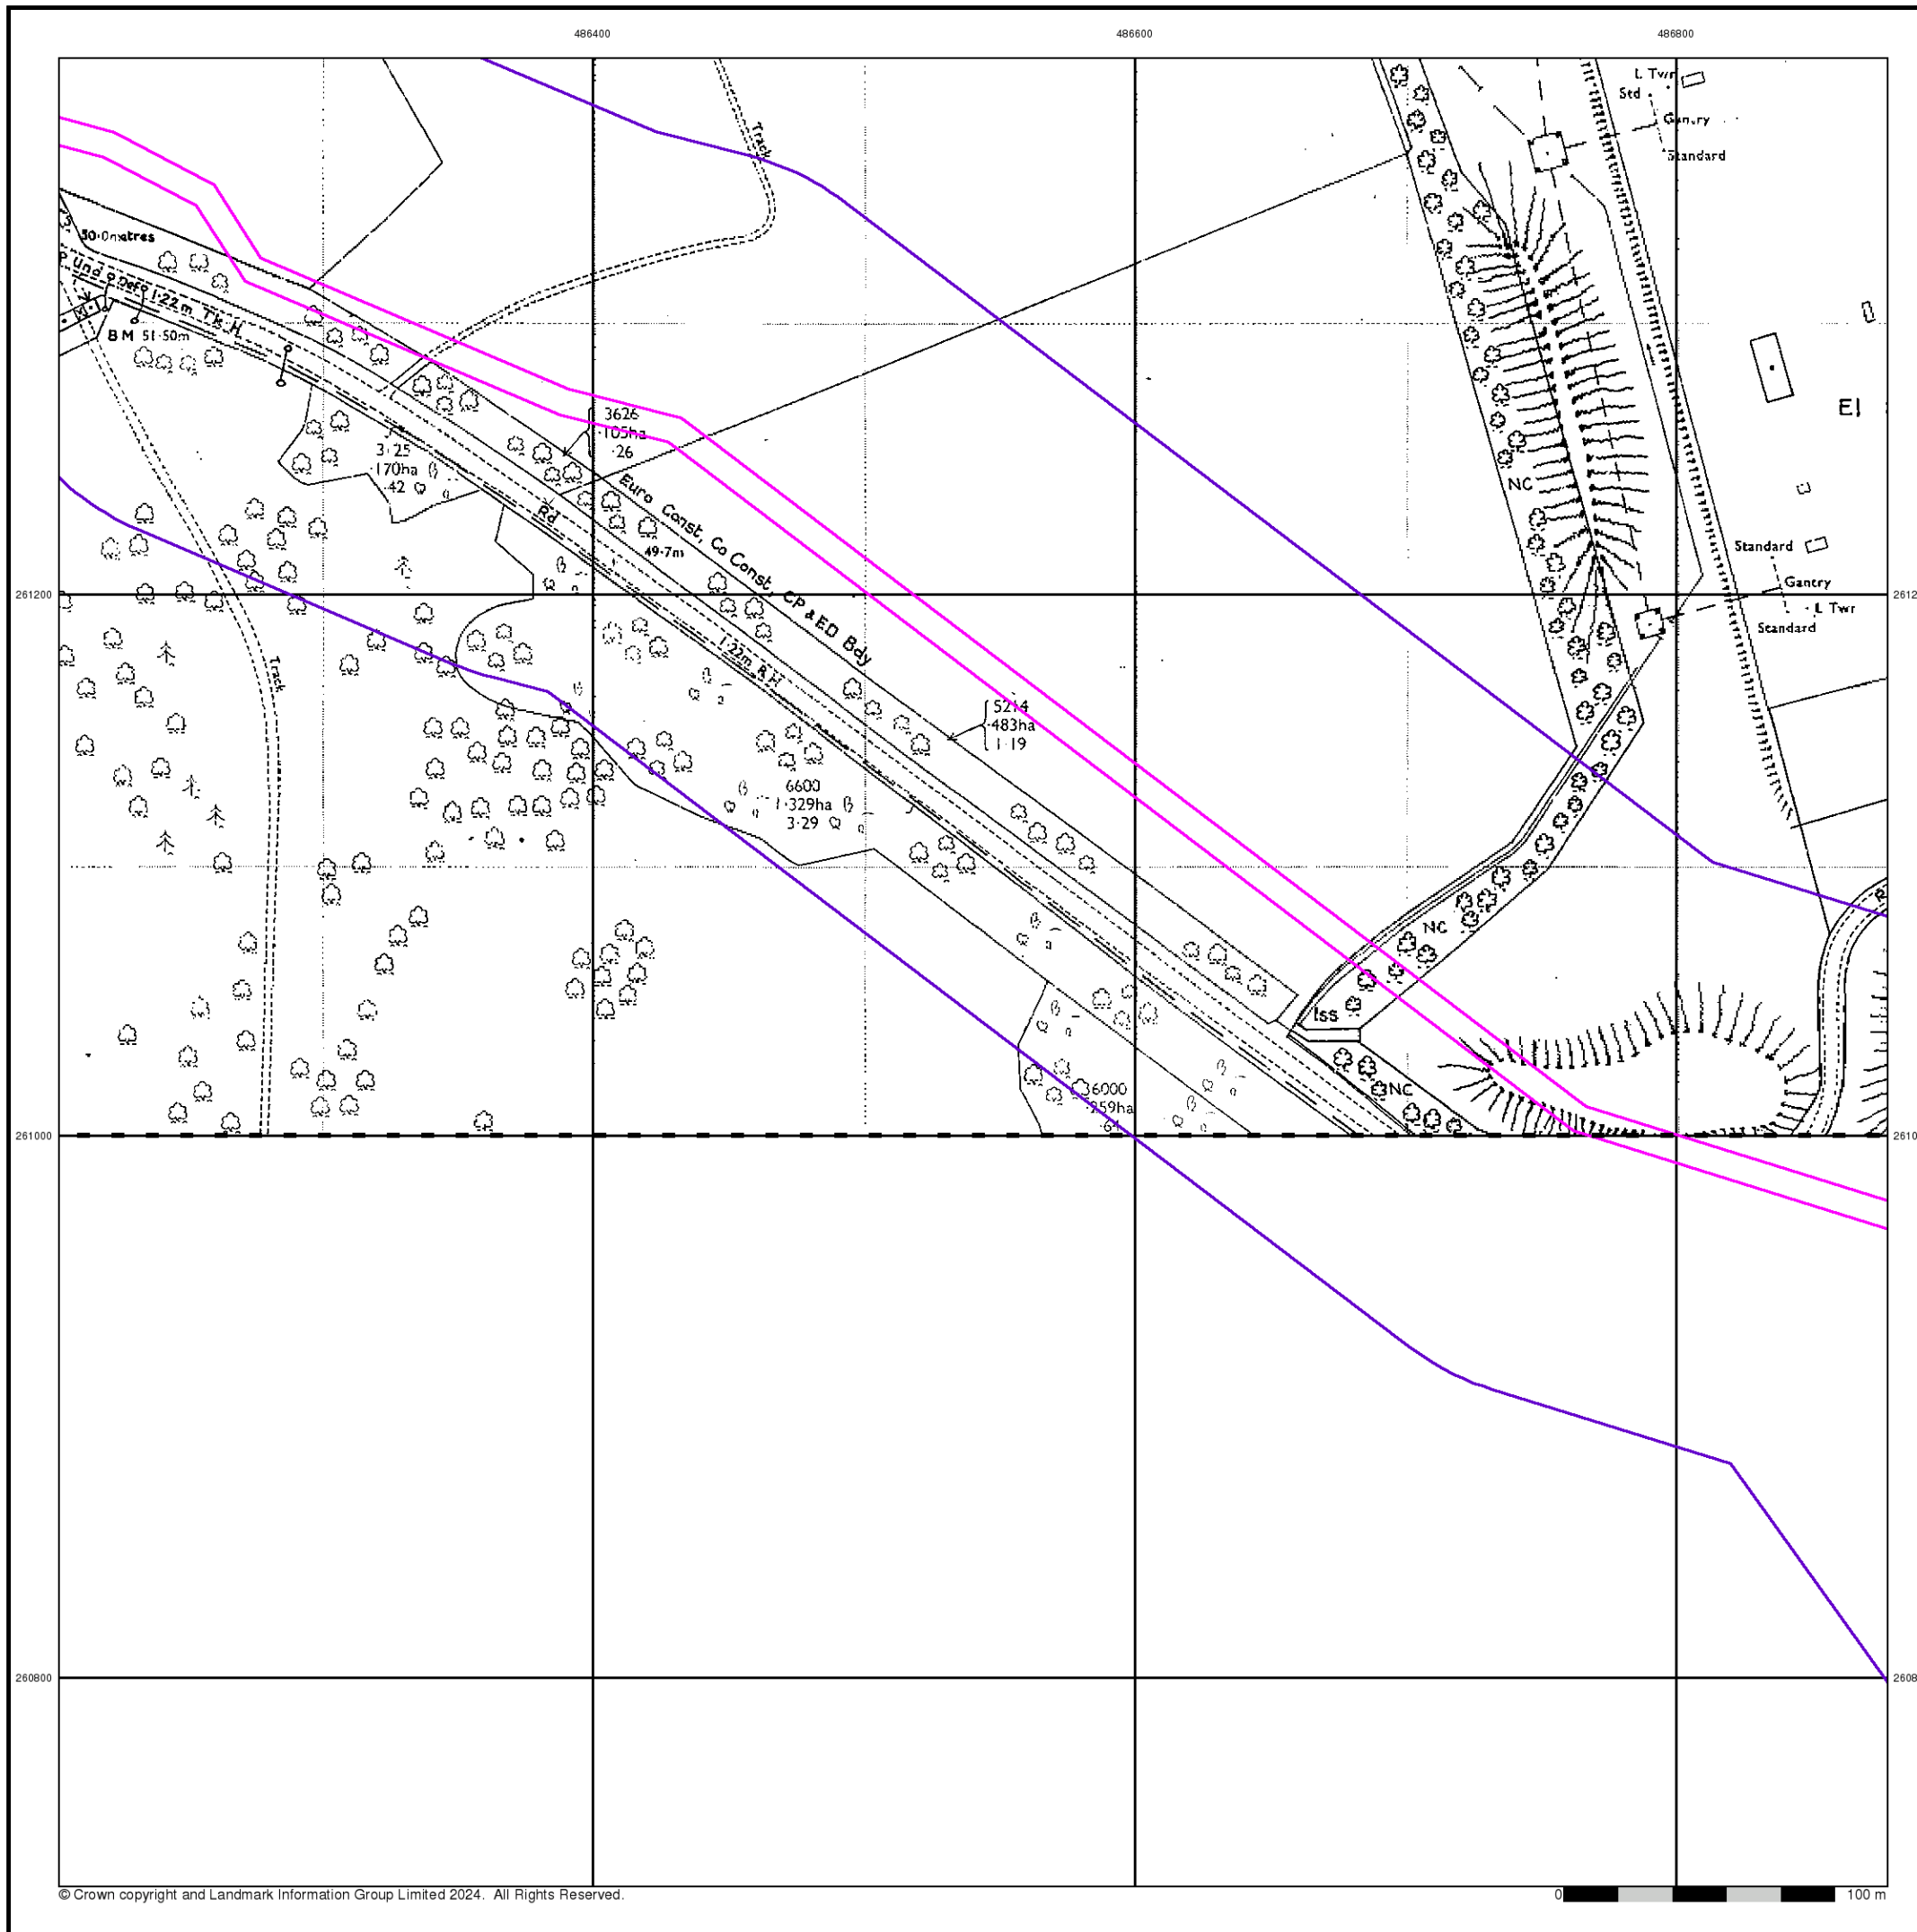 486400
486600
486800
L Twr
Std
Gantry
Standard
Track
50·0metres
Und
Def
1·22m
Tk.H
B M 51·50m
3626
·105ha
·26
El
·170ha
·42
NC
Euro Const, Co Const, CP & ED Bdy
Rd
49·7m
Standard
Gantry
L Twr
Standard
261200
1·22m R H
Track
5214
·483ha
1·19
6600
1·329ha
3·29
NC
Iss
NC
6000
261000
260800
© Crown copyright and Landmark Information Group Limited 2024. All Rights Reserved.
0
100 m